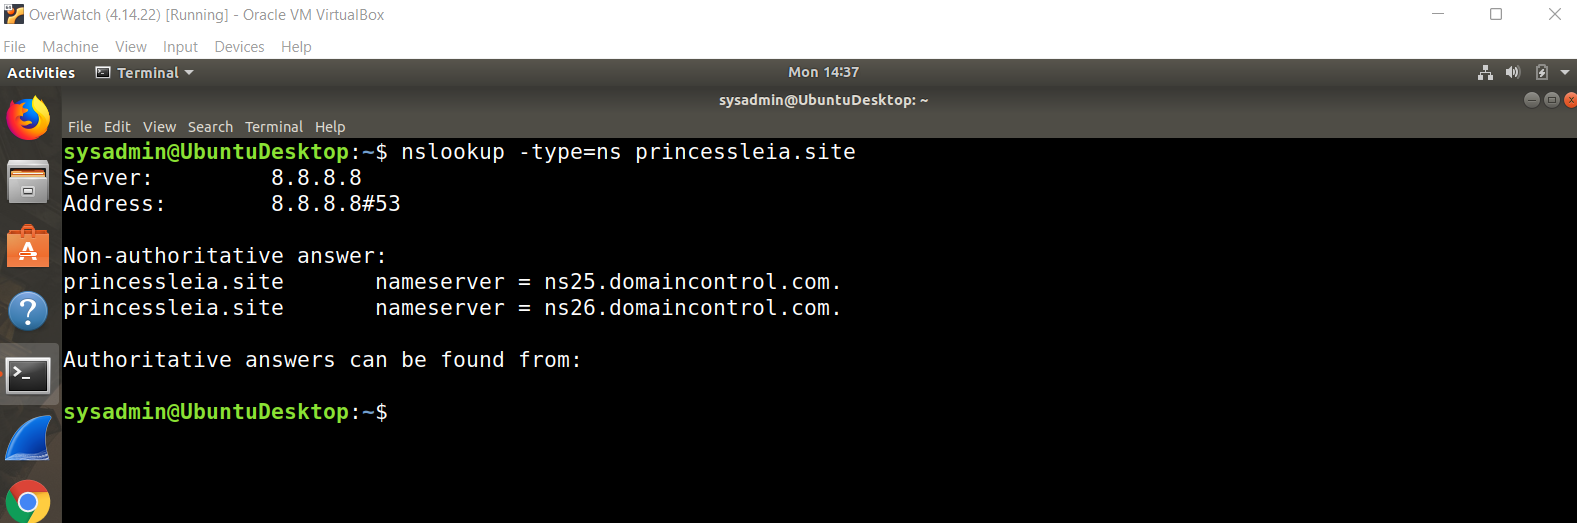 OverWatch (4.14.22) [Running] - Oracle VM VirtualBox
File Machine View Input Devices Help
Activities Terminal Mon 14:37
sysadmin@UbuntuDesktop: ~
File Edit View Search Terminal Help
sysadmin@UbuntuDesktop:~$ nslookup -type=ns princessleia.site
Server: 8.8.8.8
Address: 8.8.8.8#53
Non-authoritative answer:
princessleia.site nameserver = ns25.domaincontrol.com.
princessleia.site nameserver = ns26.domaincontrol.com.
Authoritative answers can be found from:
sysadmin@UbuntuDesktop:~$